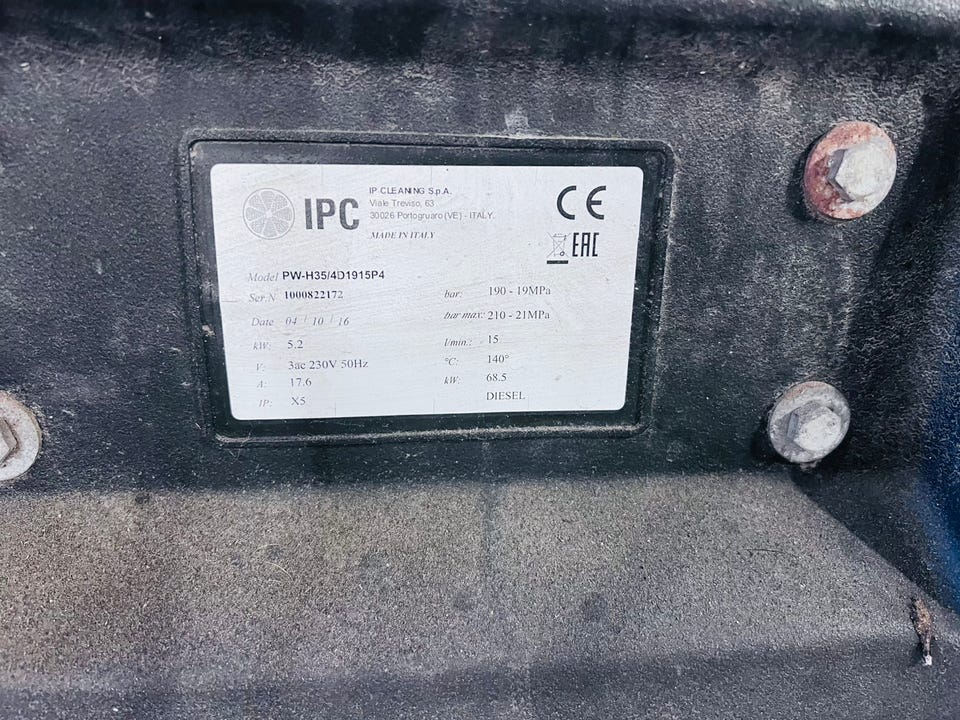 IPC
IP CLEANING S.p.A.
Viale Treviso, 63
30026 Portogruaro (VE) - ITALY.
MADE IN ITALY
CE
EAC
Model PW-H35/4D1915P4
Ser.N 1000822172
Date 04 / 10 / 16
kW: 5.2
V: 3ac 230V 50Hz
A: 17.6
IP: X5
bar: 190 - 19MPa
bar max: 210 - 21MPa
l/min.: 15
°C: 140°
kW: 68.5
DIESEL